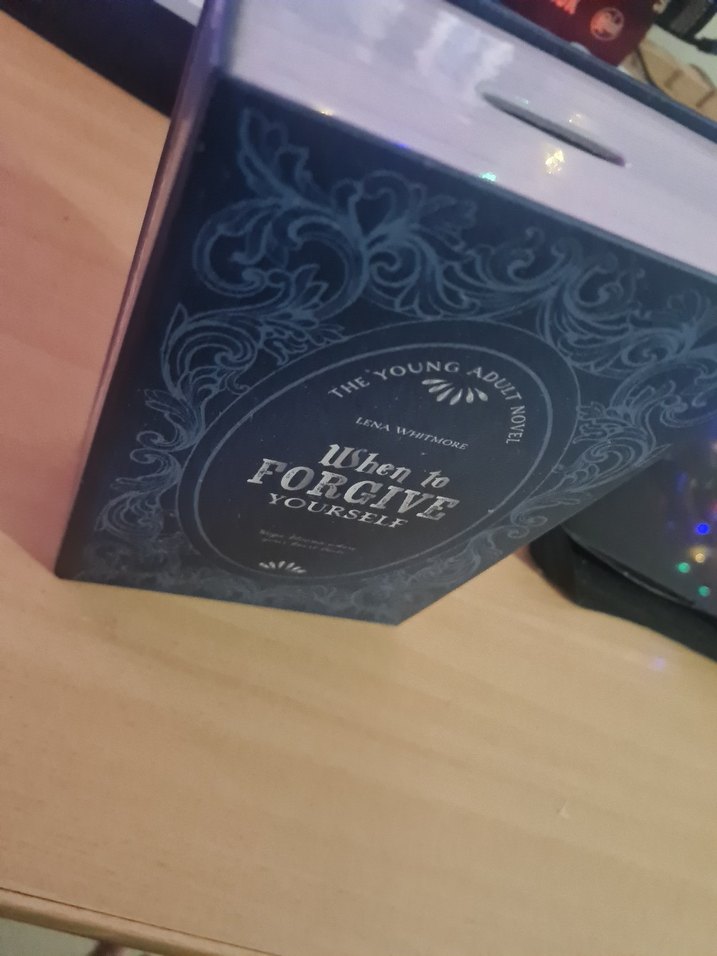 THE YOUNG ADULT NOVEL
LENA WHITMORE
When to
FORGIVE
YOURSELF